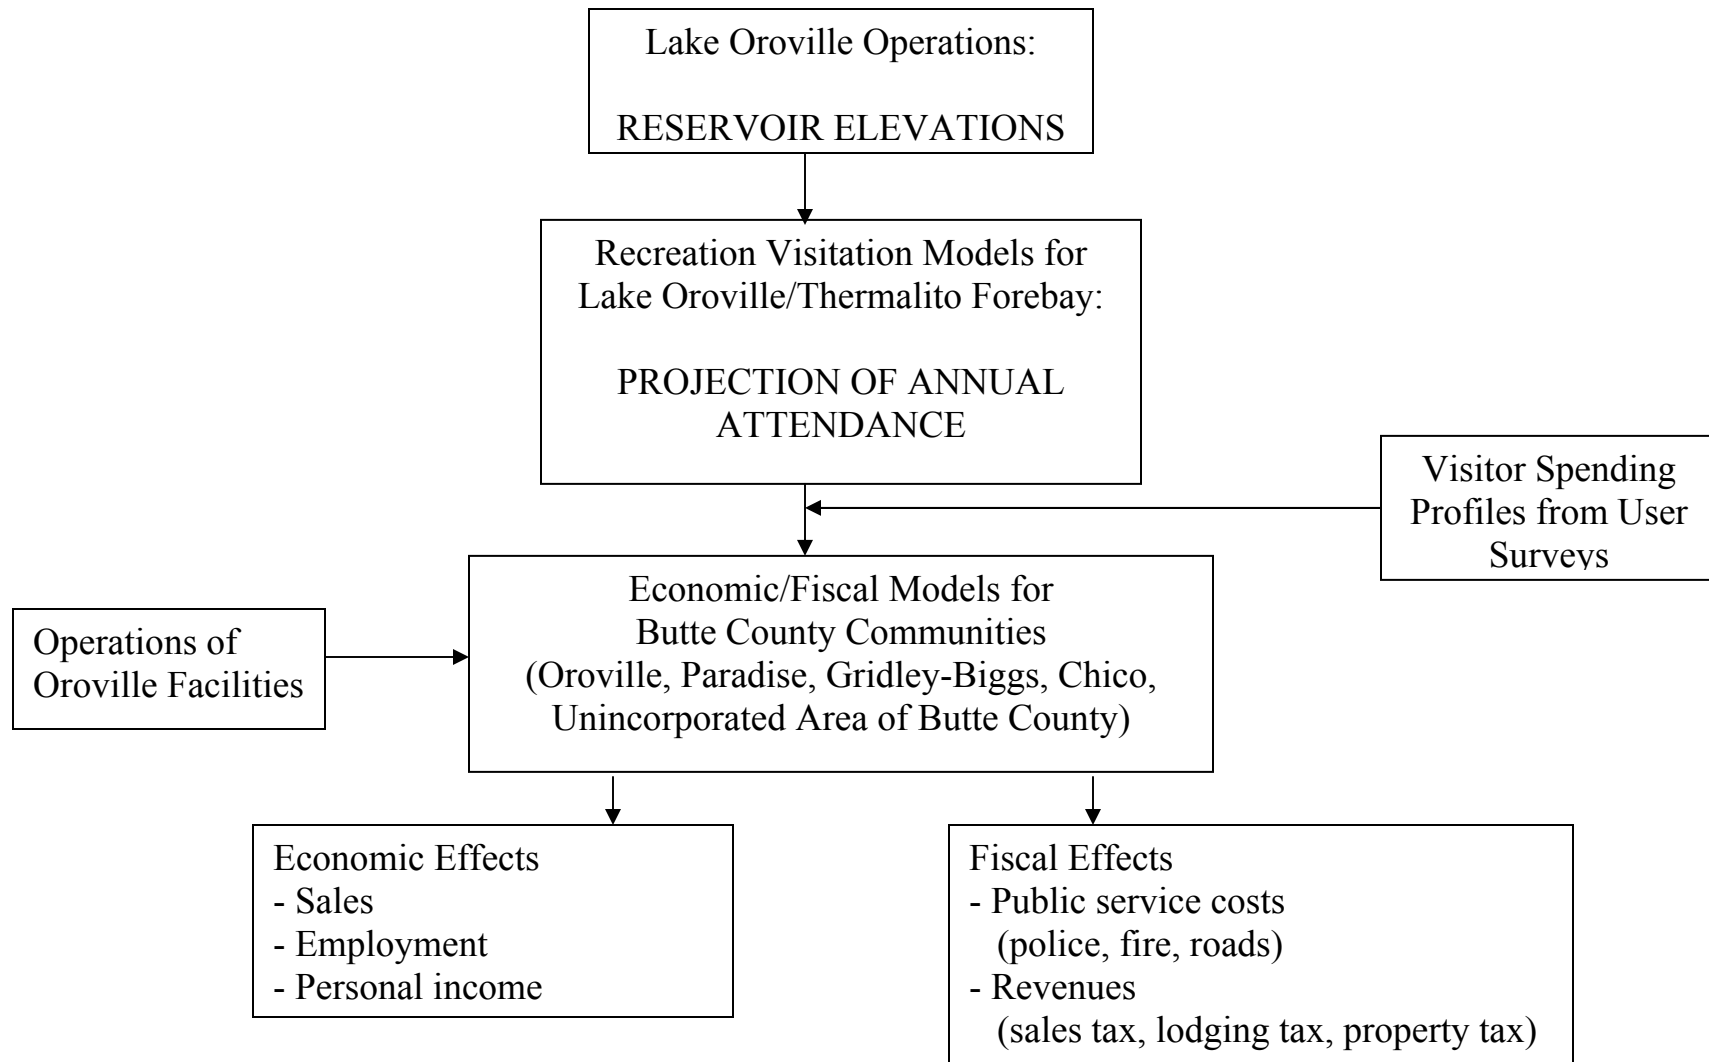 Lake Oroville Operations:
RESERVOIR ELEVATIONS
Recreation Visitation Models for
Lake Oroville/Thermalito Forebay:
PROJECTION OF ANNUAL
ATTENDANCE
Visitor Spending
Profiles from User
Surveys
Economic/Fiscal Models for
Butte County Communities
(Oroville, Paradise, Gridley-Biggs, Chico,
Unincorporated Area of Butte County)
Operations of
Oroville Facilities
Economic Effects
- Sales
- Employment
- Personal income
Fiscal Effects
- Public service costs
(police, fire, roads)
- Revenues
(sales tax, lodging tax, property tax)